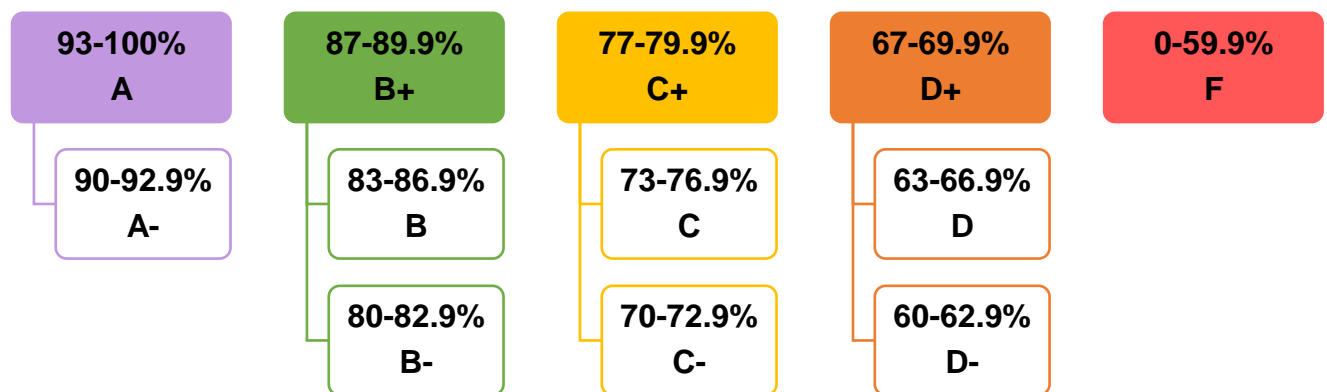 93-100%
A
90-92.9%
A-
87-89.9%
B+
83-86.9%
B
80-82.9%
B-
77-79.9%
C+
73-76.9%
C
70-72.9%
C-
67-69.9%
D+
63-66.9%
D
60-62.9%
D-
0-59.9%
F